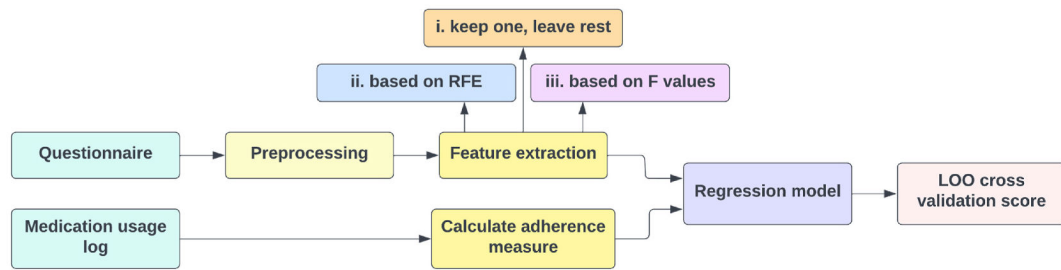 i. keep one, leave rest
ii. based on RFE
iii. based on F values
Questionnaire
Preprocessing
Feature extraction
Regression model
LOO cross
validation score
Medication usage
log
Calculate adherence
measure